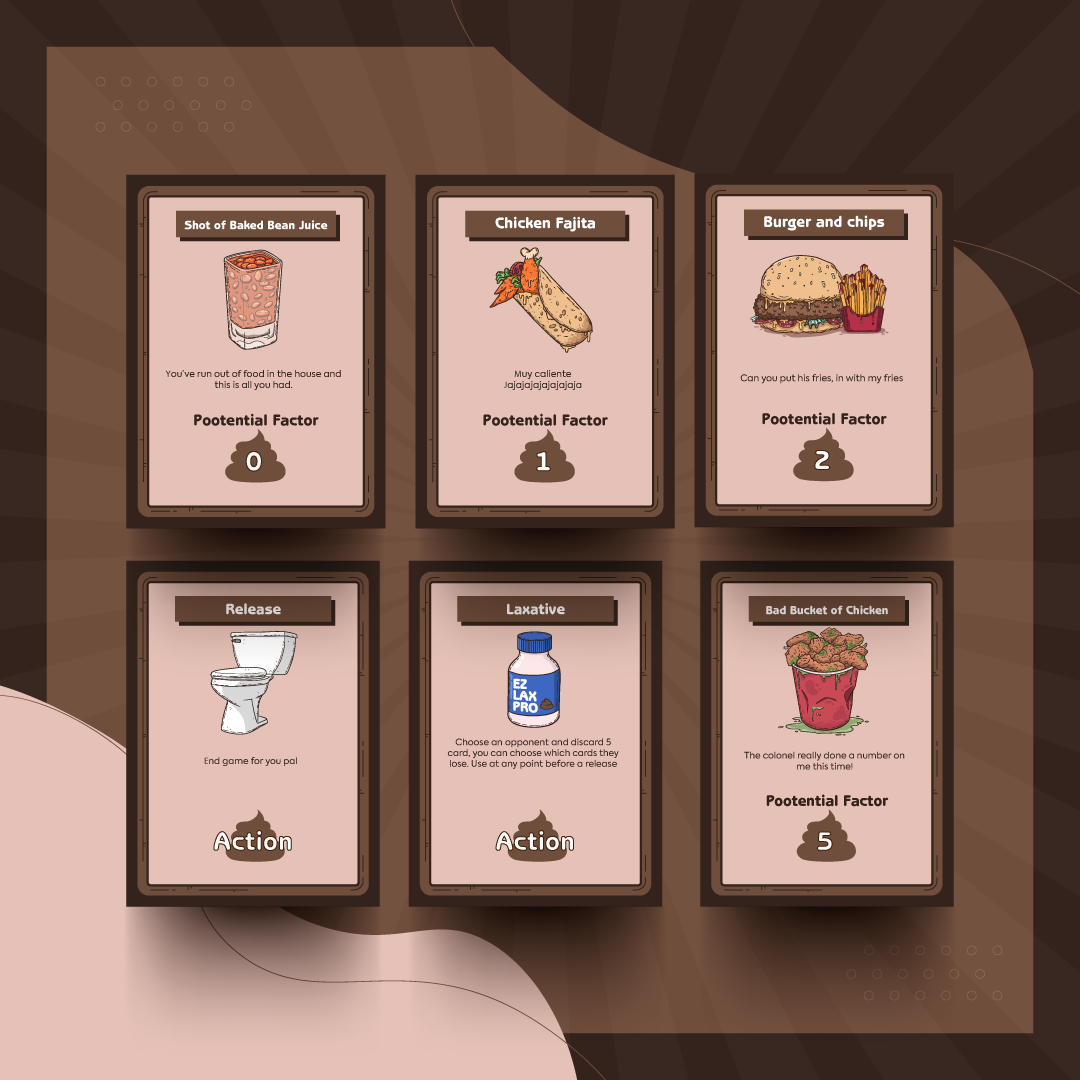 Shot of Baked Bean Juice
You've run out of food in the house and
this is all you had.
Pootential Factor
0
Chicken Fajita
Muy caliente
Jajajajajajajajaja
Pootential Factor
1
Burger and chips
Can you put his fries, in with my fries
Pootential Factor
2
Release
End game for you pal
Action
Laxative
EZ
LAX
PRO
Choose an opponent and discard 5
card, you can choose which cards they
lose. Use at any point before a release
Action
Bad Bucket of Chicken
The colonel really done a number on
me this time!
Pootential Factor
5